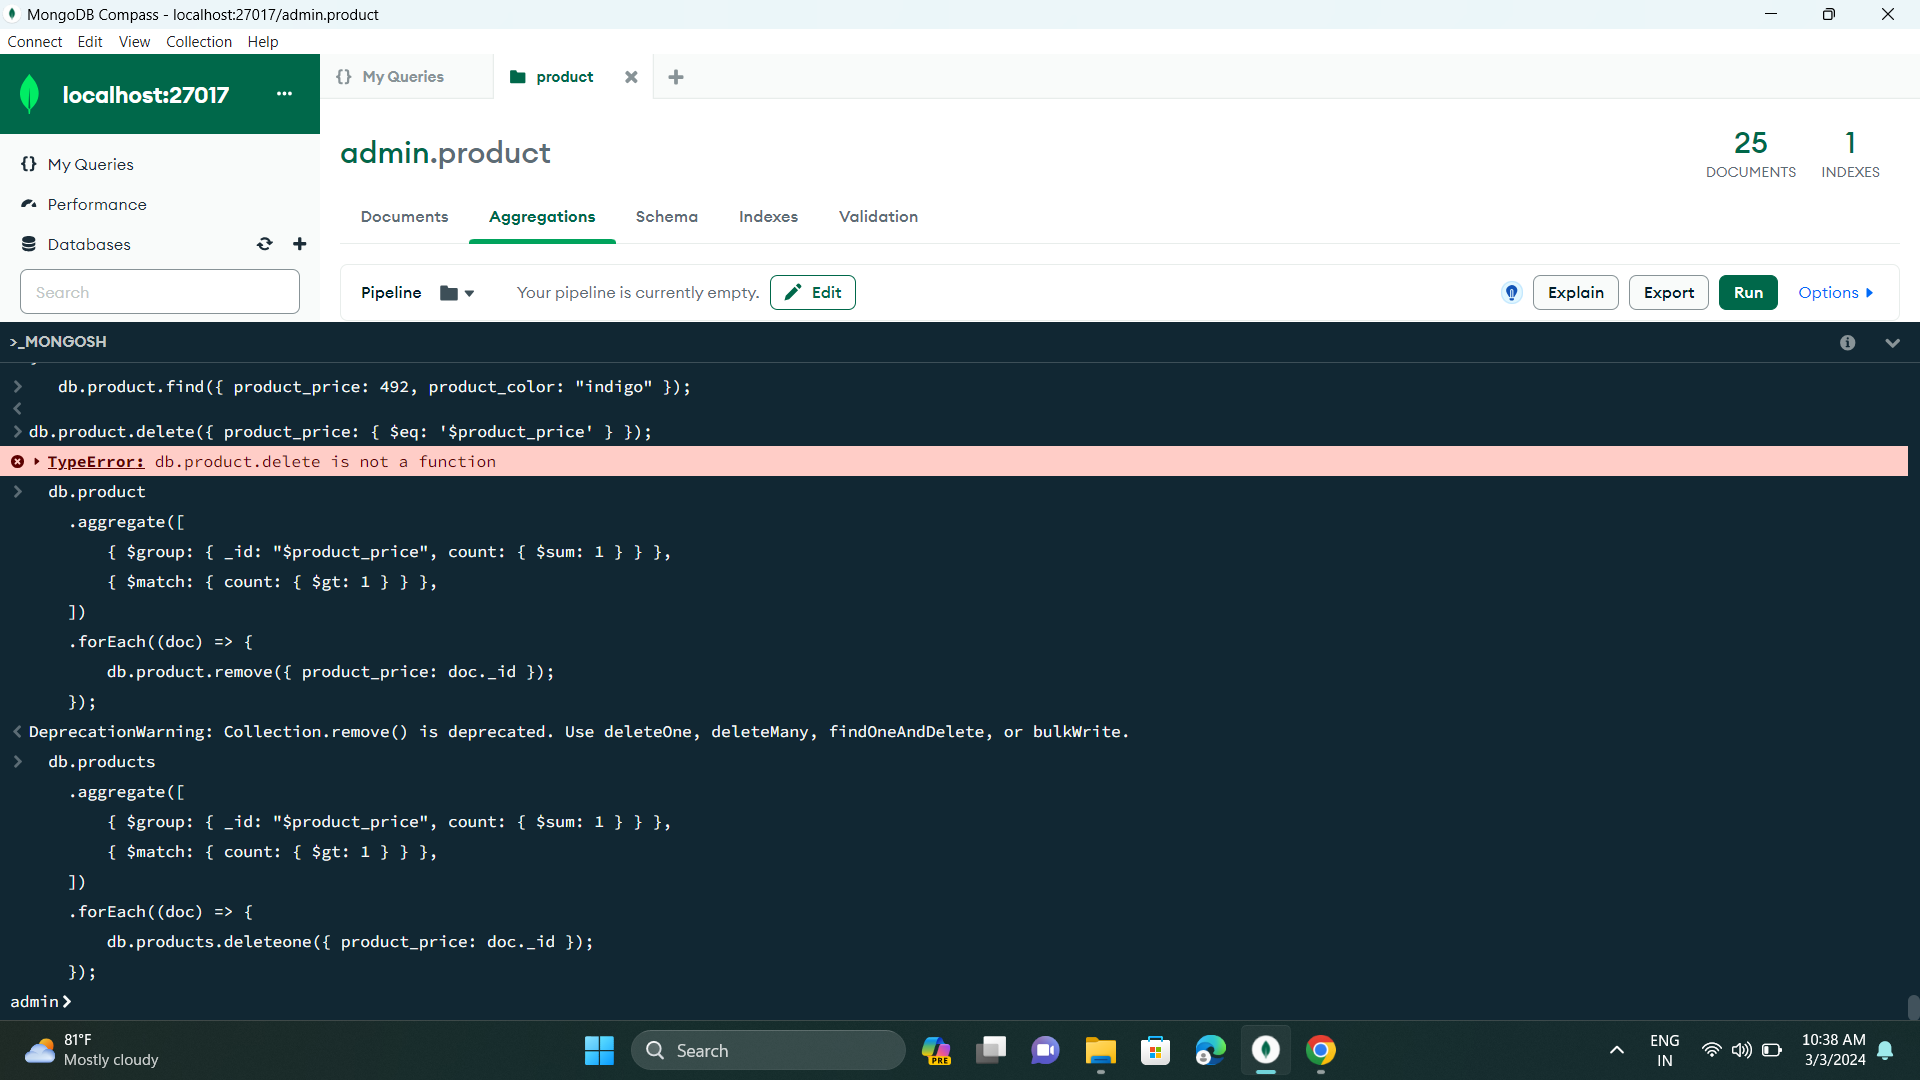 MongoDB Compass - localhost:27017/admin.product
Connect Edit View Collection Help
localhost:27017 ...
{} My Queries
product
{} My Queries
Performance
Databases
Search
admin.product
25
DOCUMENTS
1
INDEXES
Documents Aggregations Schema Indexes Validation
Pipeline Your pipeline is currently empty. Edit Explain Export Run Options
>_MONGOSH
db.product.find({ product_price: 492, product_color: "indigo" });
db.product.delete({ product_price: { $eq: '$product_price' } });
TypeError: db.product.delete is not a function
db.product
.aggregate([
{ $group: { _id: "$product_price", count: { $sum: 1 } } },
{ $match: { count: { $gt: 1 } } },
])
.forEach((doc) => {
db.product.remove({ product_price: doc._id });
});
DeprecationWarning: Collection.remove() is deprecated. Use deleteOne, deleteMany, findOneAndDelete, or bulkWrite.
db.products
.aggregate([
{ $group: { _id: "$product_price", count: { $sum: 1 } } },
{ $match: { count: { $gt: 1 } } },
])
.forEach((doc) => {
db.products.deleteone({ product_price: doc._id });
});
admin>
81°F
Mostly cloudy
Search
PRE
ENG
IN
10:38 AM
3/3/2024